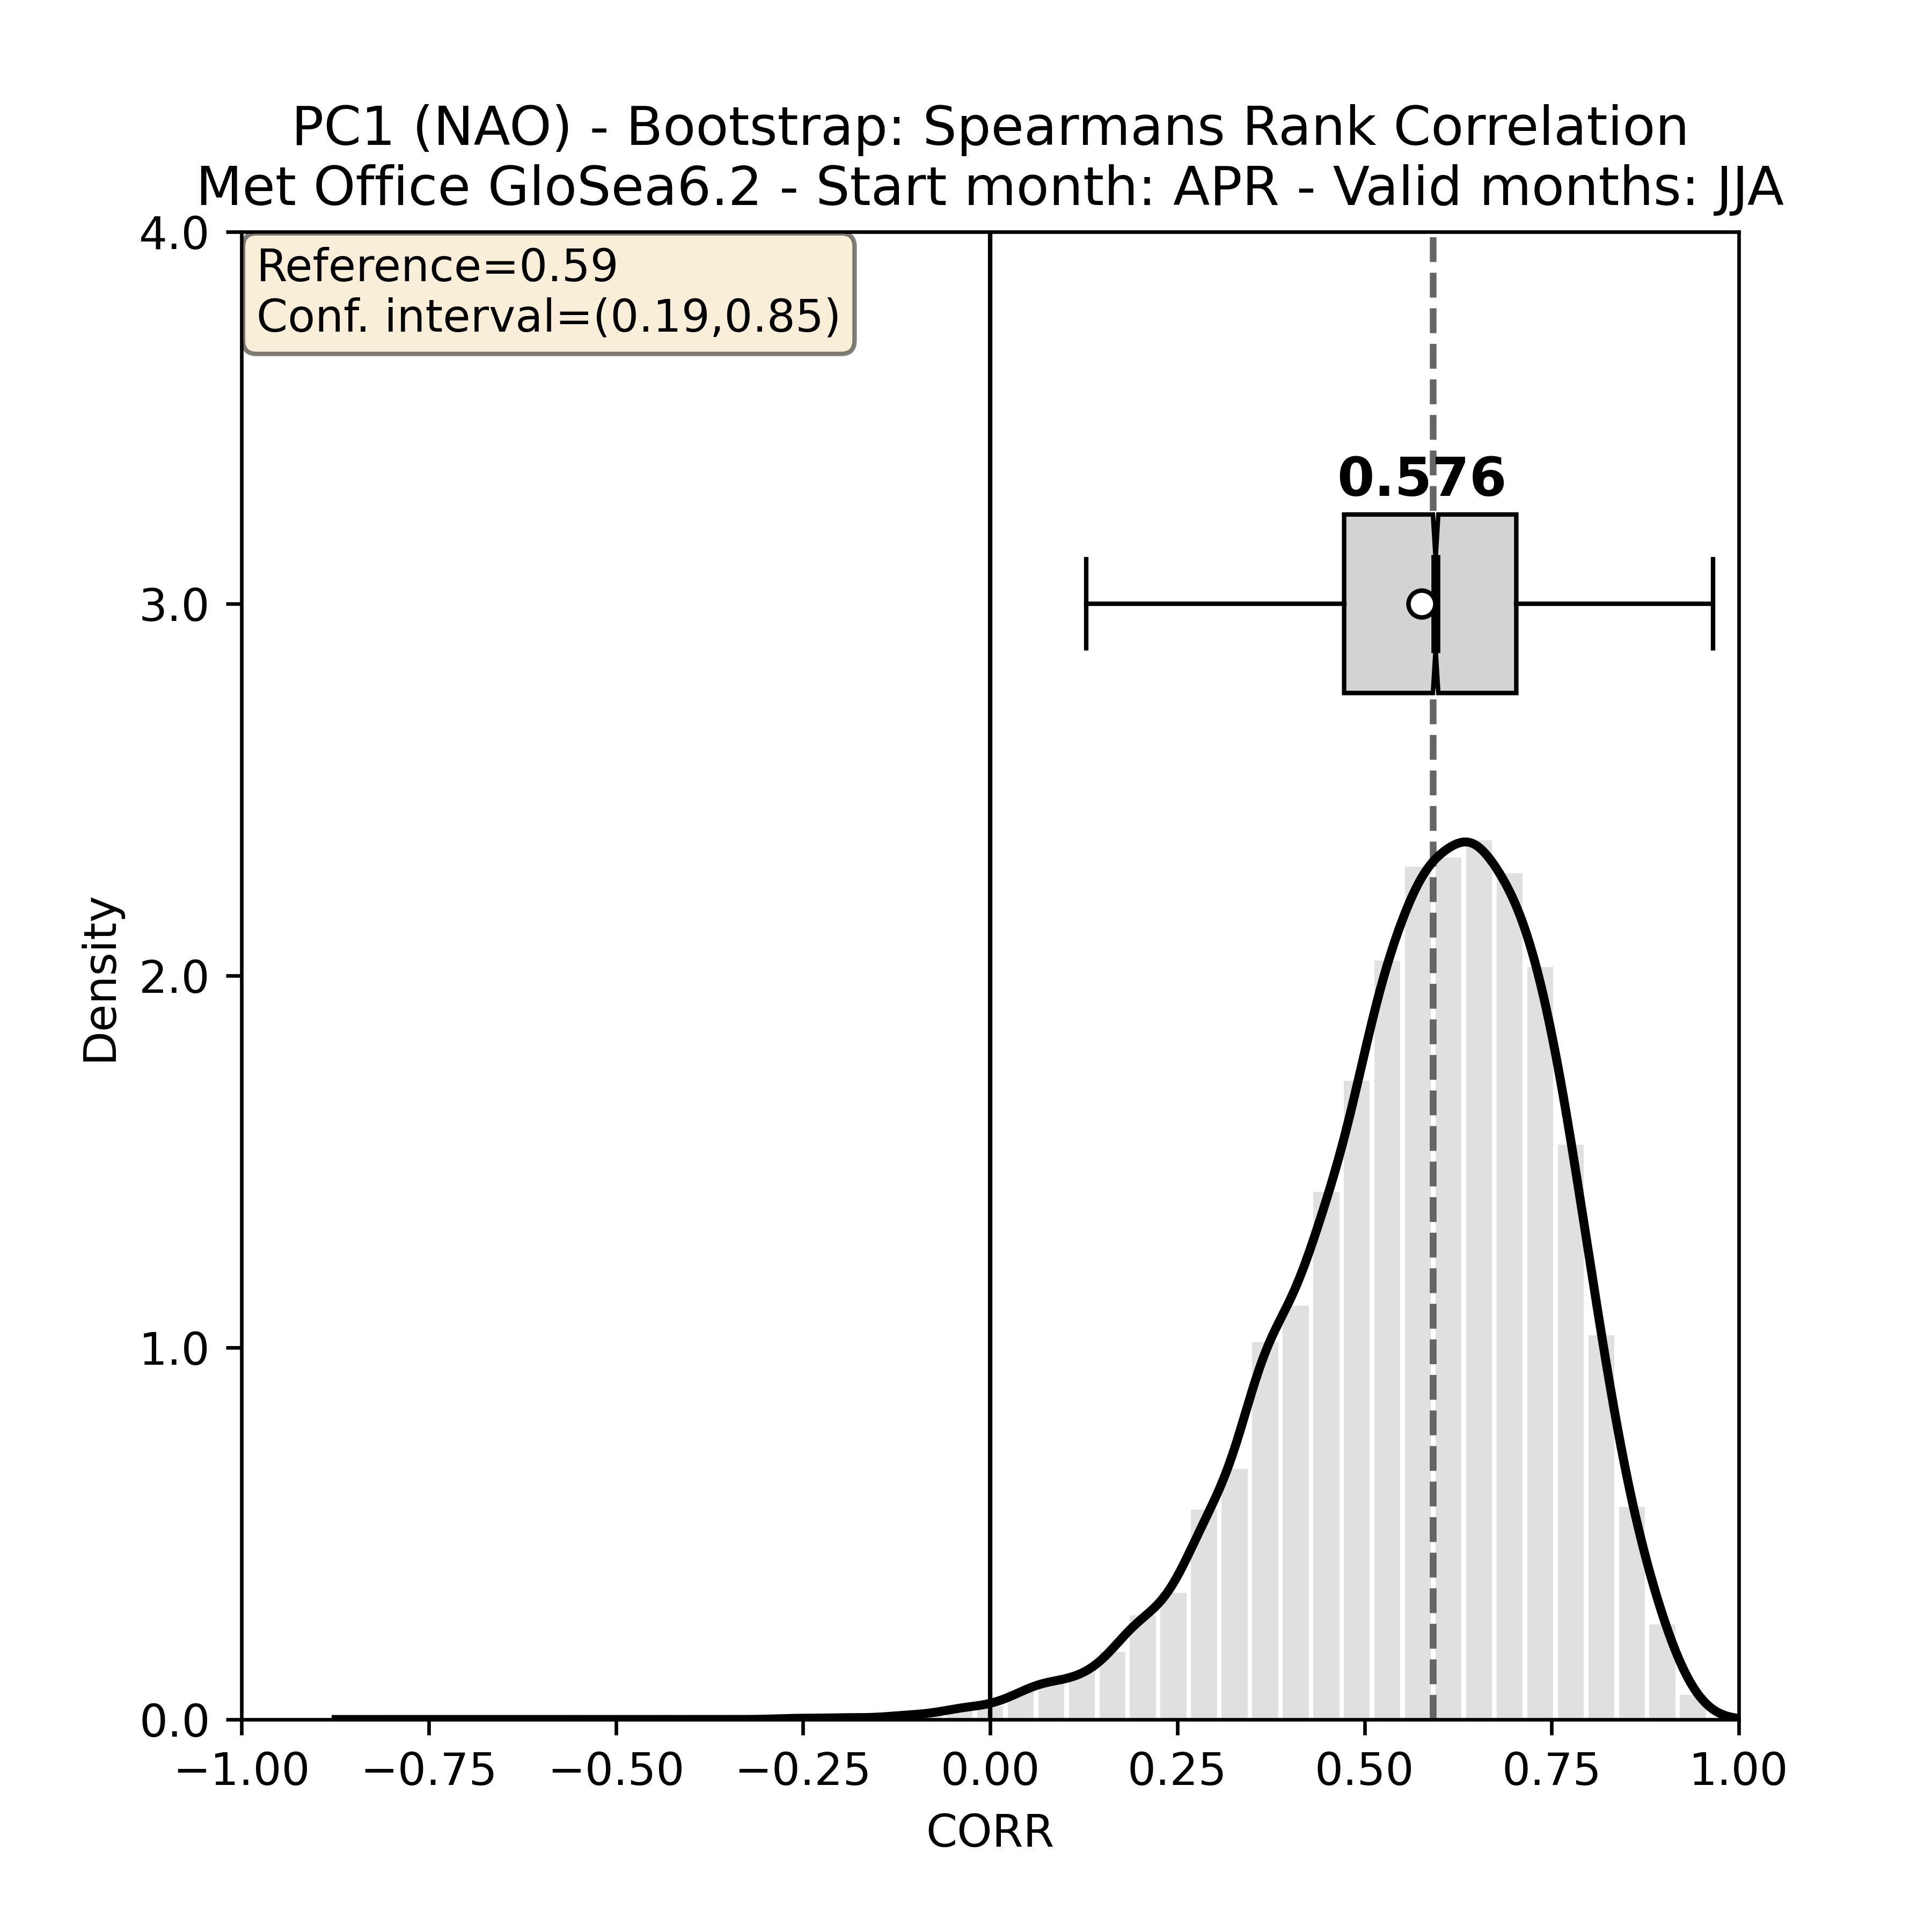 PC1 (NAO) - Bootstrap: Spearmans Rank Correlation
Met Office GloSea6.2 - Start month: APR - Valid months: JJA
Reference=0.59
Conf. interval=(0.19,0.85)
0.576
4.0
3.0
2.0
1.0
0.0
Density
−1.00 −0.75 −0.50 −0.25 0.00 0.25 0.50 0.75 1.00
CORR